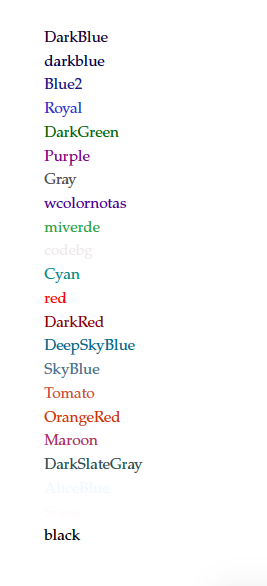 DarkBlue
darkblue
Blue2
Royal
DarkGreen
Purple
Gray
wcolornotas
miverde
codebg
Cyan
red
DarkRed
DeepSkyBlue
SkyBlue
Tomato
OrangeRed
Maroon
DarkSlateGray
AliceBlue
black